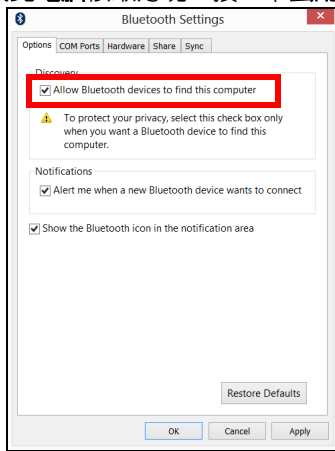 Bluetooth Settings
Options COM Ports Hardware Share Sync
Discovery
Allow Bluetooth devices to find this computer
To protect your privacy, select this check box only
when you want a Bluetooth device to find this
computer.
Notifications
Alert me when a new Bluetooth device wants to connect
Show the Bluetooth icon in the notification area
Restore Defaults
OK Cancel Apply